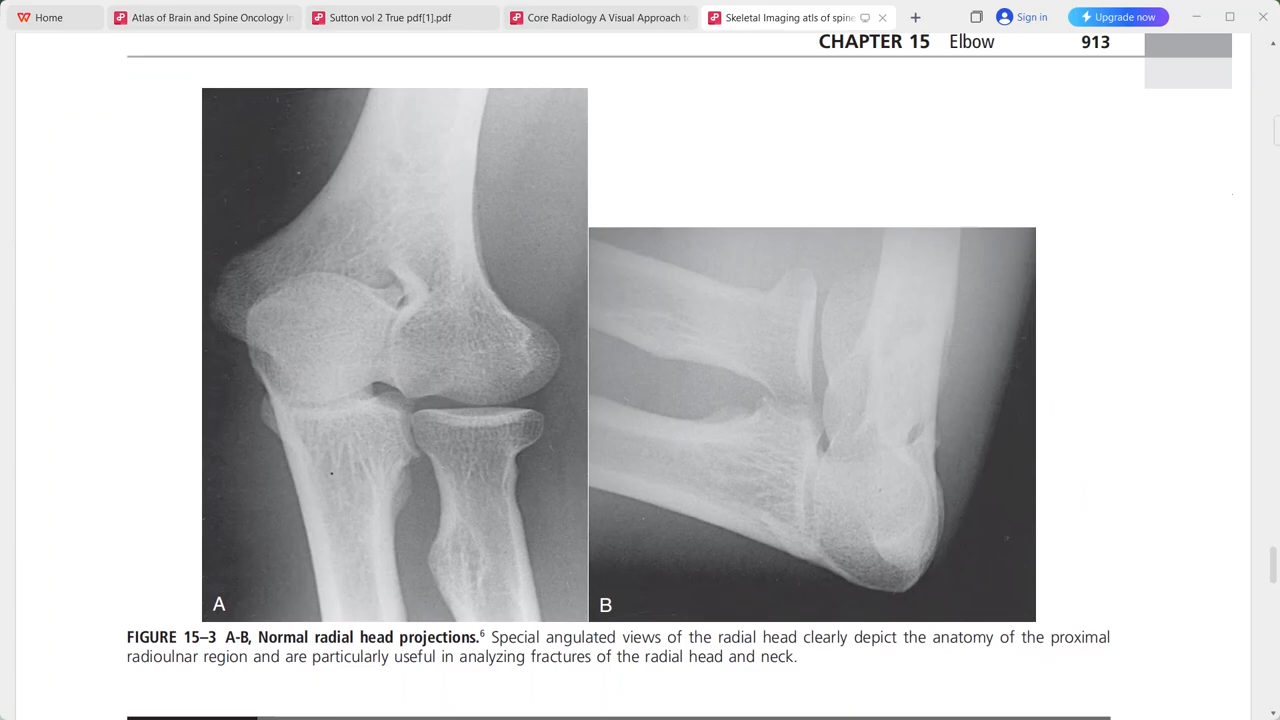 Home
Atlas of Brain and Spine Oncology I
Sutton vol 2 True pdf[1].pdf
Core Radiology A Visual Approach t
Skeletal Imaging atls of spine
Sign in
Upgrade now
CHAPTER 15 Elbow 913
A
B
FIGURE 15–3 A-B, Normal radial head projections.6 Special angulated views of the radial head clearly depict the anatomy of the proximal
radioulnar region and are particularly useful in analyzing fractures of the radial head and neck.